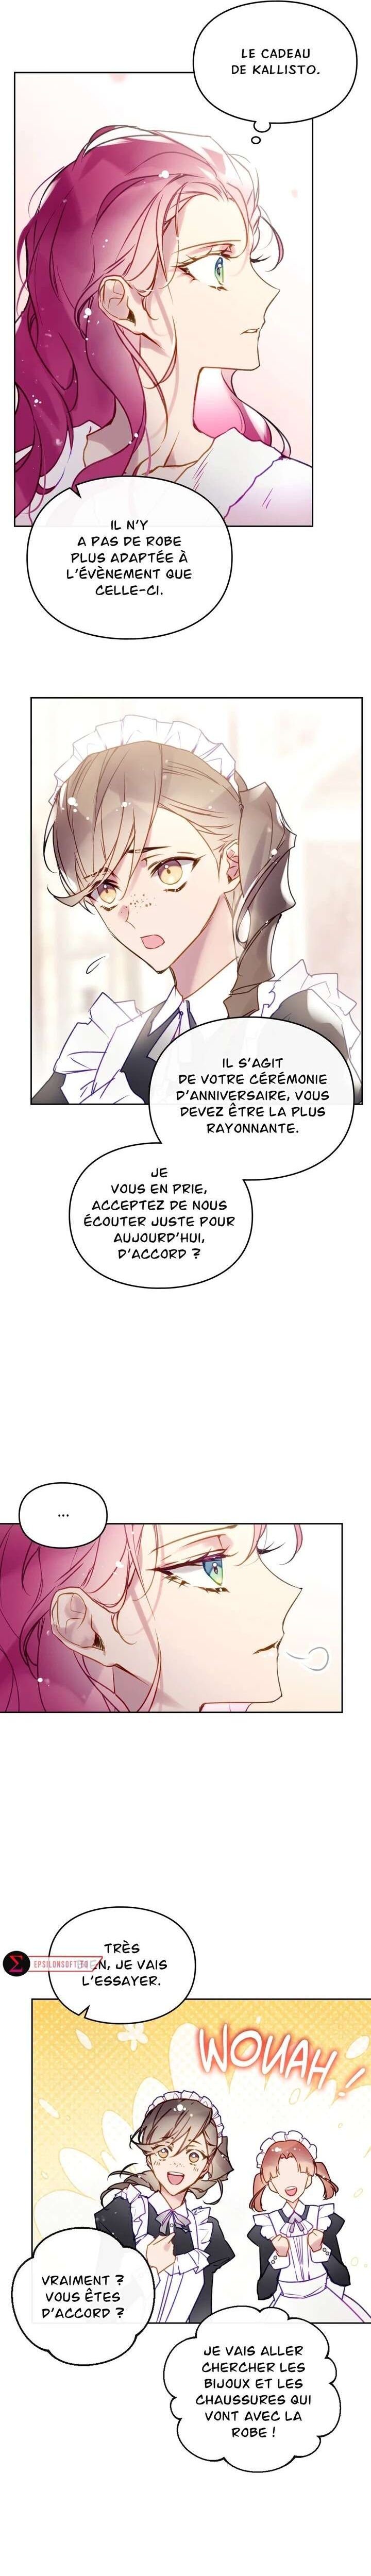 LE CADEAU
DE KALLISTO.
IL N'Y
A PAS DE ROBE
PLUS ADAPTÉE À
L'ÉVÈNEMENT QUE
CELLE-CI.
IL S'AGIT
DE VOTRE CÉRÉMONIE
D'ANNIVERSAIRE, VOUS
DEVEZ ÊTRE LA PLUS
RAYONNANTE.
JE
VOUS EN PRIE,
ACCEPTEZ DE NOUS
ÉCOUTER JUSTE POUR
AUJOURD'HUI,
D'ACCORD ?
...
TRÈS
EPSILONSOFT.TO
EN, JE VAIS
L'ESSAYER.
WOUAH !
VRAIMENT ?
VOUS ÊTES
D'ACCORD ?
JE VAIS ALLER
CHERCHER LES
BIJOUX ET LES
CHAUSSURES QUI
VONT AVEC LA
ROBE !